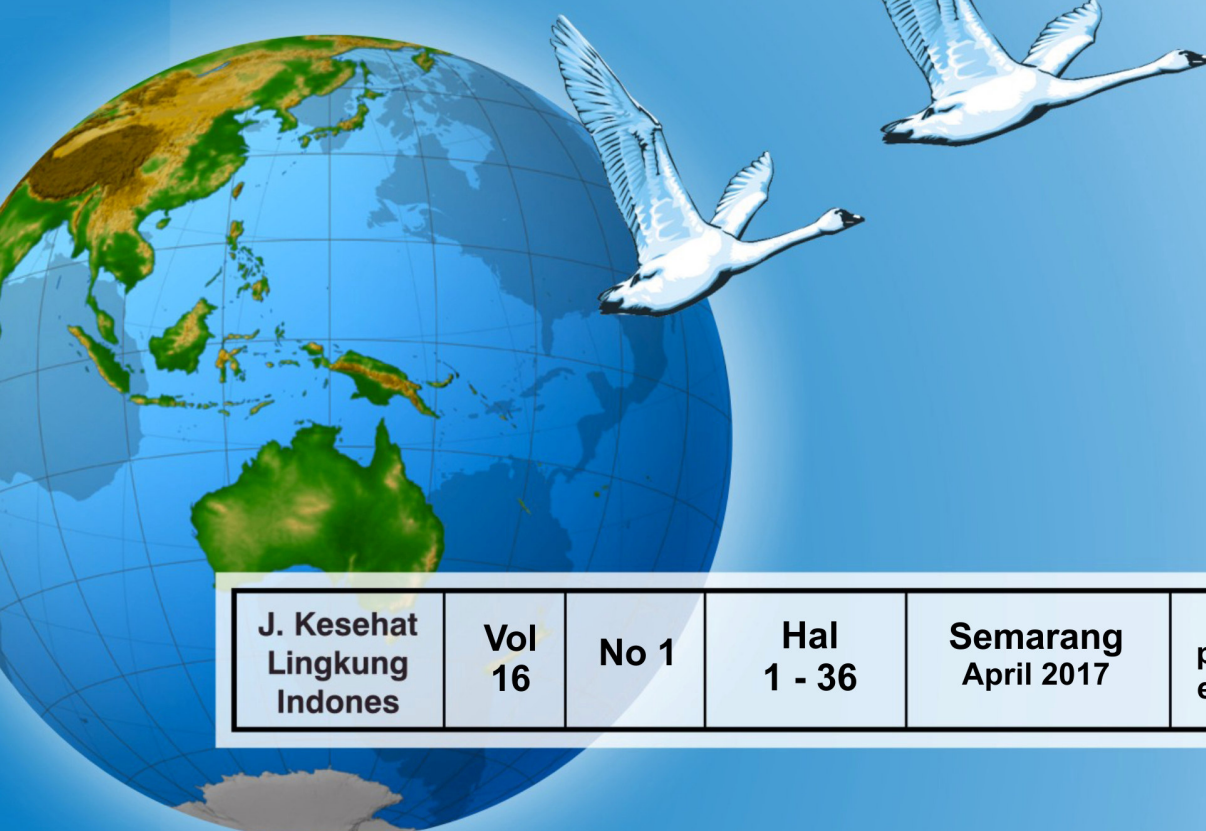 J. Kesehat
Lingkung
Indones
Vol
16
No 1
Hal
1 - 36
Semarang
April 2017